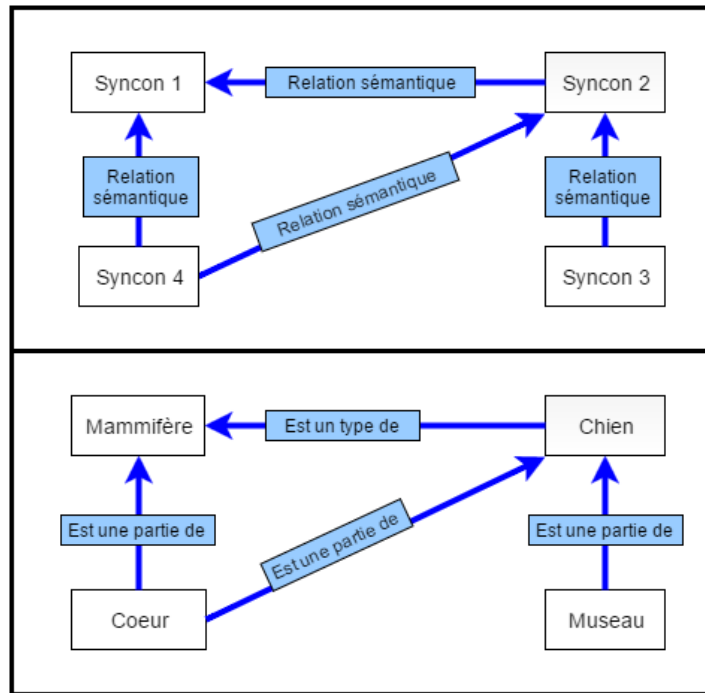 Syncon 1
Relation sémantique
Syncon 2
Relation
sémantique
Relation sémantique
Relation
sémantique
Syncon 4
Syncon 3
Mammifère
Est un type de
Chien
Est une partie de
Est une partie de
Est une partie de
Coeur
Museau